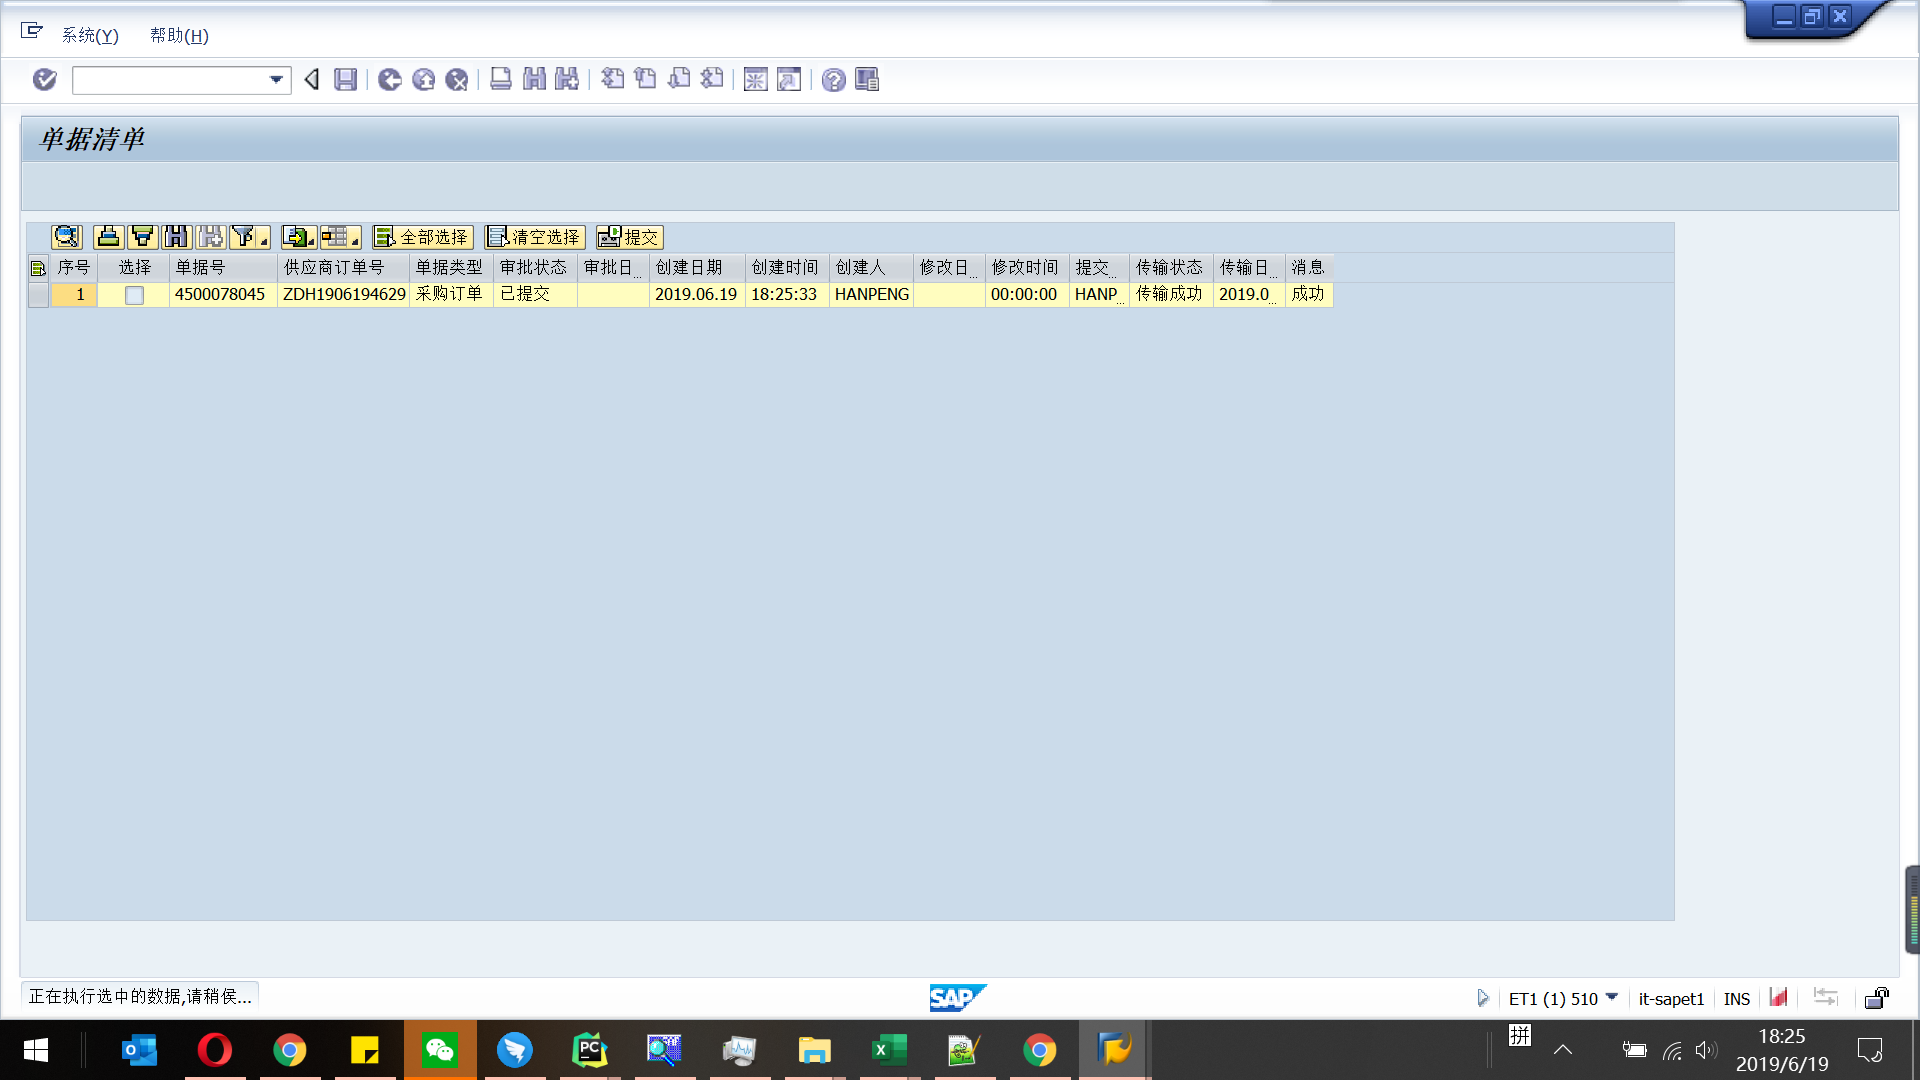 系统(Y) 帮助(H)
单据清单
全部选择 清空选择 提交
序号 选择 单据号 供应商订单号 单据类型 审批状态 审批日... 创建日期 创建时间 创建人 修改日... 修改时间 提交... 传输状态 传输日... 消息
1 4500078045 ZDH1906194629 采购订单 已提交 2019.06.19 18:25:33 HANPENG 00:00:00 HANP... 传输成功 2019.0... 成功
正在执行选中的数据,请稍侯... SAP ET1 (1) 510 it-sapet1 INS
拼 18:25
2019/6/19